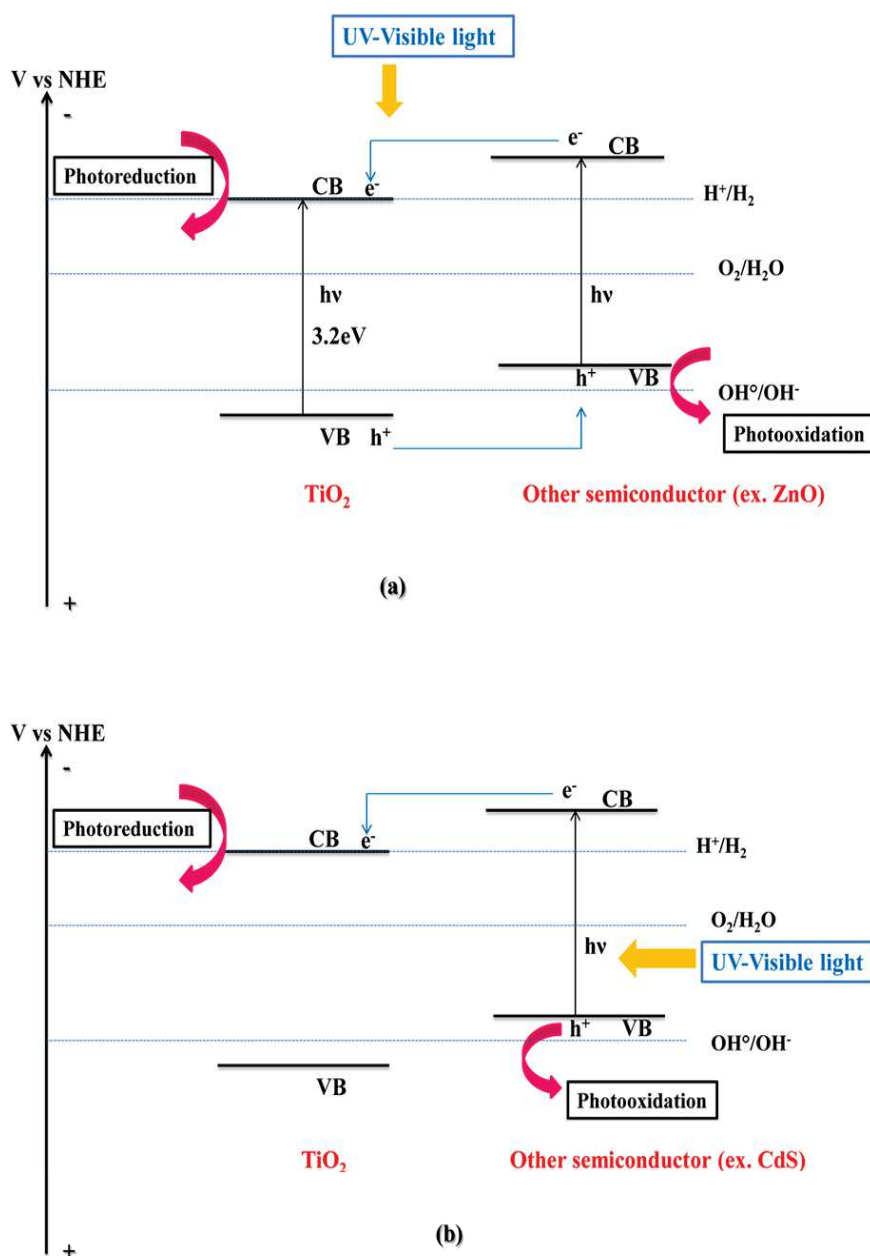 UV-Visible light
V vs NHE
-
e⁻
CB
Photoreduction
CB e⁻
H⁺/H₂
O₂/H₂O
hν
hν
3.2eV
h⁺ VB
OH°/OH⁻
VB h⁺
Photooxidation
TiO₂
Other semiconductor (ex. ZnO)
(a)
+
V vs NHE
-
e⁻
CB
Photoreduction
CB e⁻
H⁺/H₂
O₂/H₂O
hν
UV-Visible light
h⁺ VB
OH°/OH⁻
VB
Photooxidation
TiO₂
Other semiconductor (ex. CdS)
(b)
+